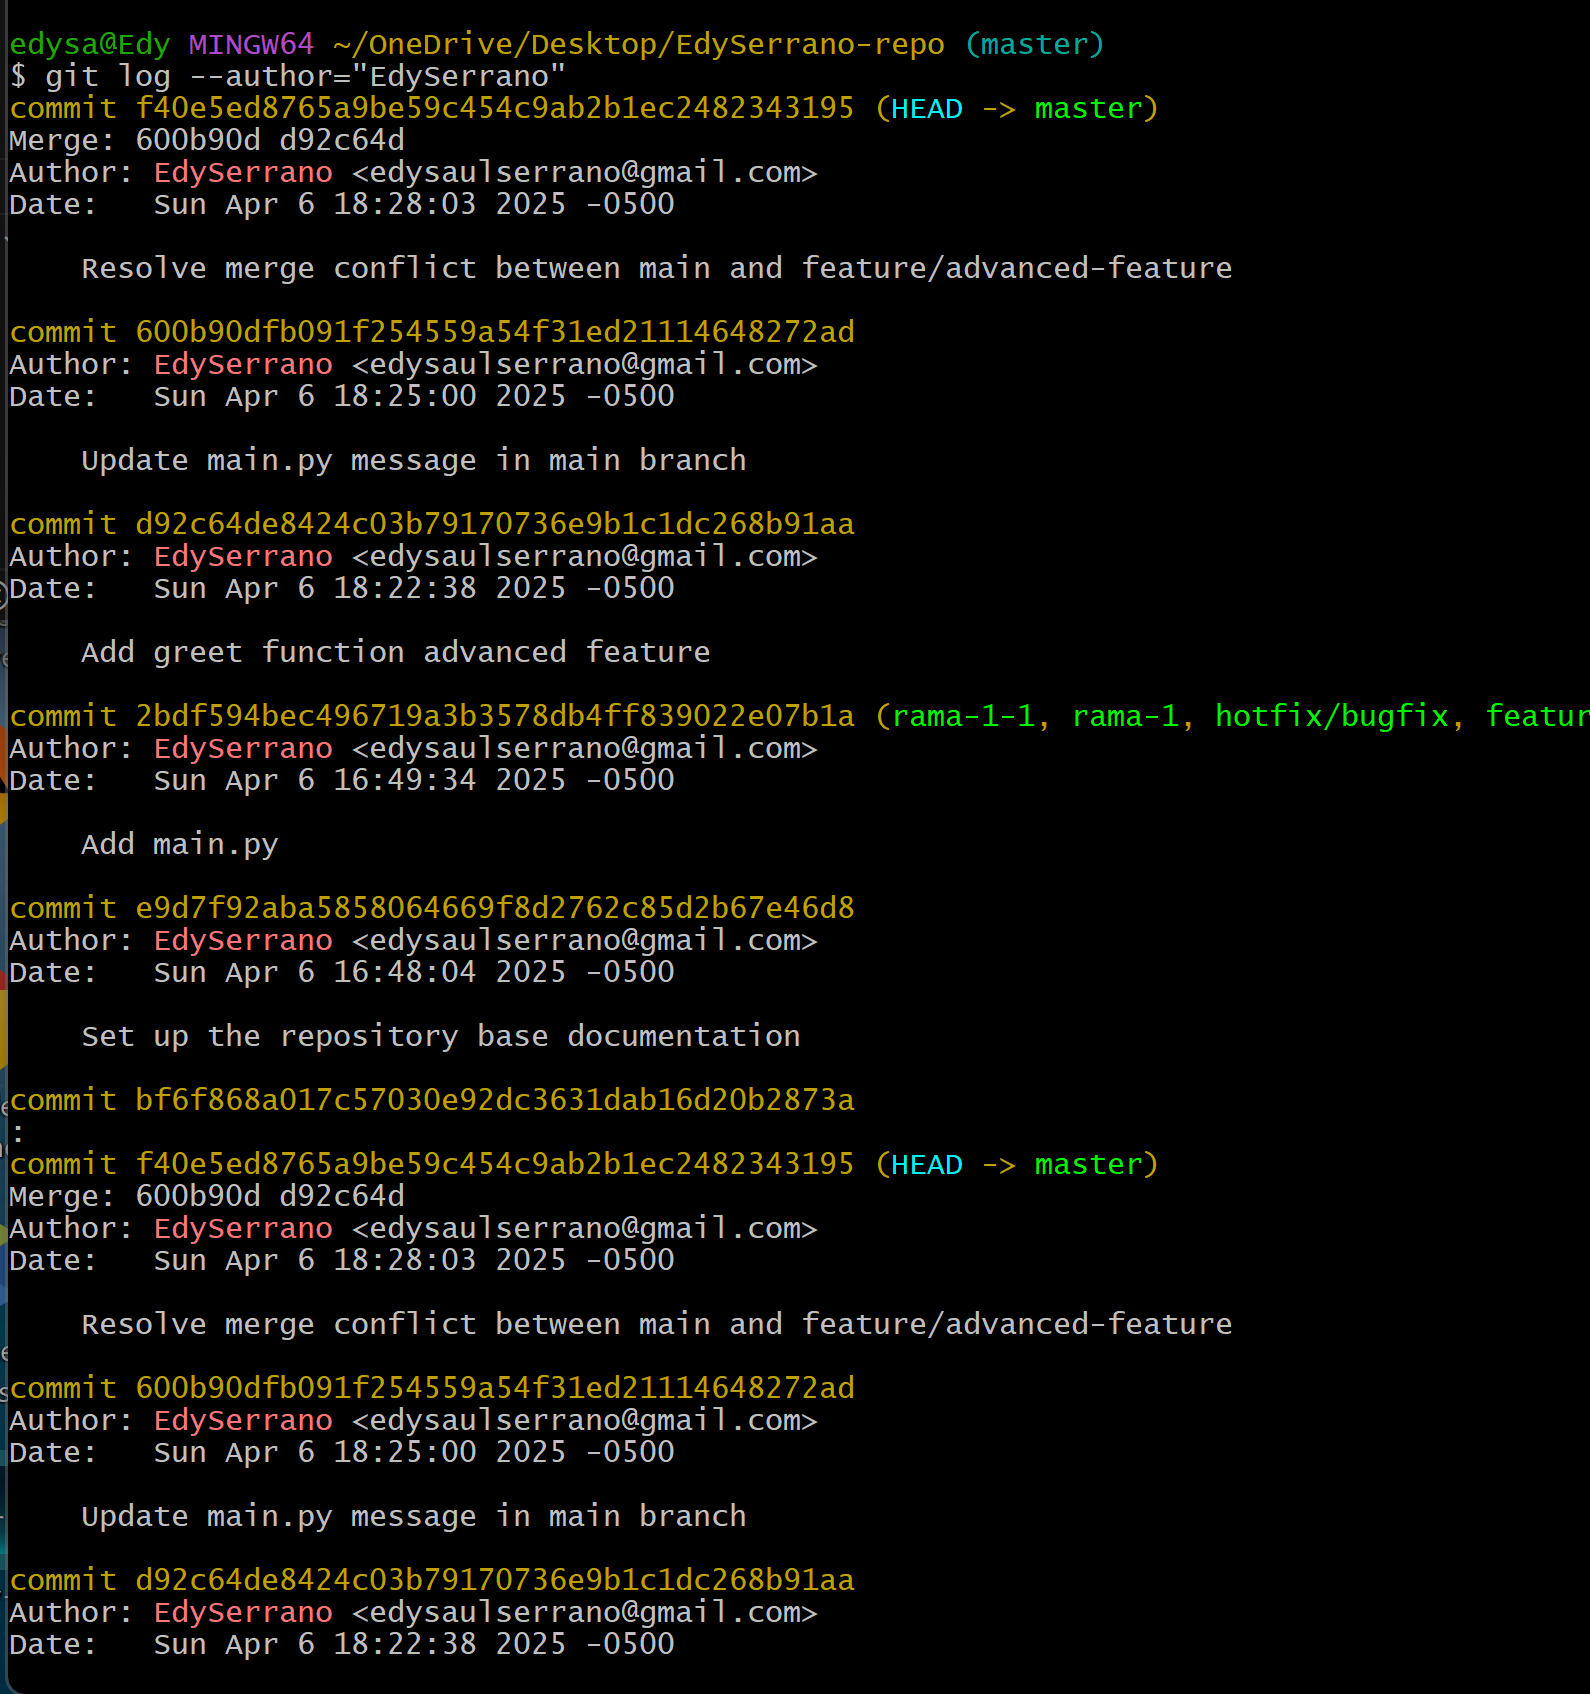 edysa@Edy MINGW64 ~/OneDrive/Desktop/EdySerrano-repo (master)
$ git log --author="EdySerrano"
commit f40e5ed8765a9be59c454c9ab2b1ec2482343195 (HEAD -> master)
Merge: 600b90d d92c64d
Author: EdySerrano <edysaulserrano@gmail.com>
Date:   Sun Apr 6 18:28:03 2025 -0500

    Resolve merge conflict between main and feature/advanced-feature

commit 600b90dfb091f254559a54f31ed21114648272ad
Author: EdySerrano <edysaulserrano@gmail.com>
Date:   Sun Apr 6 18:25:00 2025 -0500

    Update main.py message in main branch

commit d92c64de8424c03b79170736e9b1c1dc268b91aa
Author: EdySerrano <edysaulserrano@gmail.com>
Date:   Sun Apr 6 18:22:38 2025 -0500

    Add greet function advanced feature

commit 2bdf594bec496719a3b3578db4ff839022e07b1a (rama-1-1, rama-1, hotfix/bugfix, featur
Author: EdySerrano <edysaulserrano@gmail.com>
Date:   Sun Apr 6 16:49:34 2025 -0500

    Add main.py

commit e9d7f92aba5858064669f8d2762c85d2b67e46d8
Author: EdySerrano <edysaulserrano@gmail.com>
Date:   Sun Apr 6 16:48:04 2025 -0500

    Set up the repository base documentation

commit bf6f868a017c57030e92dc3631dab16d20b2873a
:
commit f40e5ed8765a9be59c454c9ab2b1ec2482343195 (HEAD -> master)
Merge: 600b90d d92c64d
Author: EdySerrano <edysaulserrano@gmail.com>
Date:   Sun Apr 6 18:28:03 2025 -0500

    Resolve merge conflict between main and feature/advanced-feature

commit 600b90dfb091f254559a54f31ed21114648272ad
Author: EdySerrano <edysaulserrano@gmail.com>
Date:   Sun Apr 6 18:25:00 2025 -0500

    Update main.py message in main branch

commit d92c64de8424c03b79170736e9b1c1dc268b91aa
Author: EdySerrano <edysaulserrano@gmail.com>
Date:   Sun Apr 6 18:22:38 2025 -0500